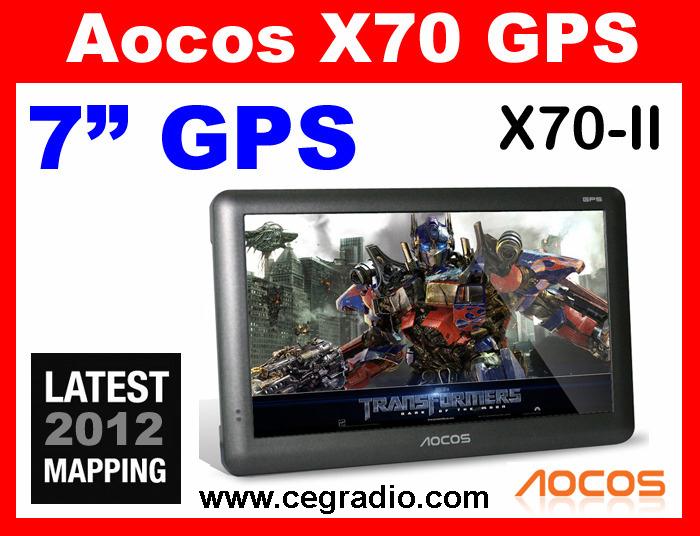 Aocos X70 GPS
7” GPS
X70-II
GPS
TRANSFORMERS
DARK OF THE MOON
AOCOS
LATEST
2012
MAPPING
www.cegradio.com
AOCOS